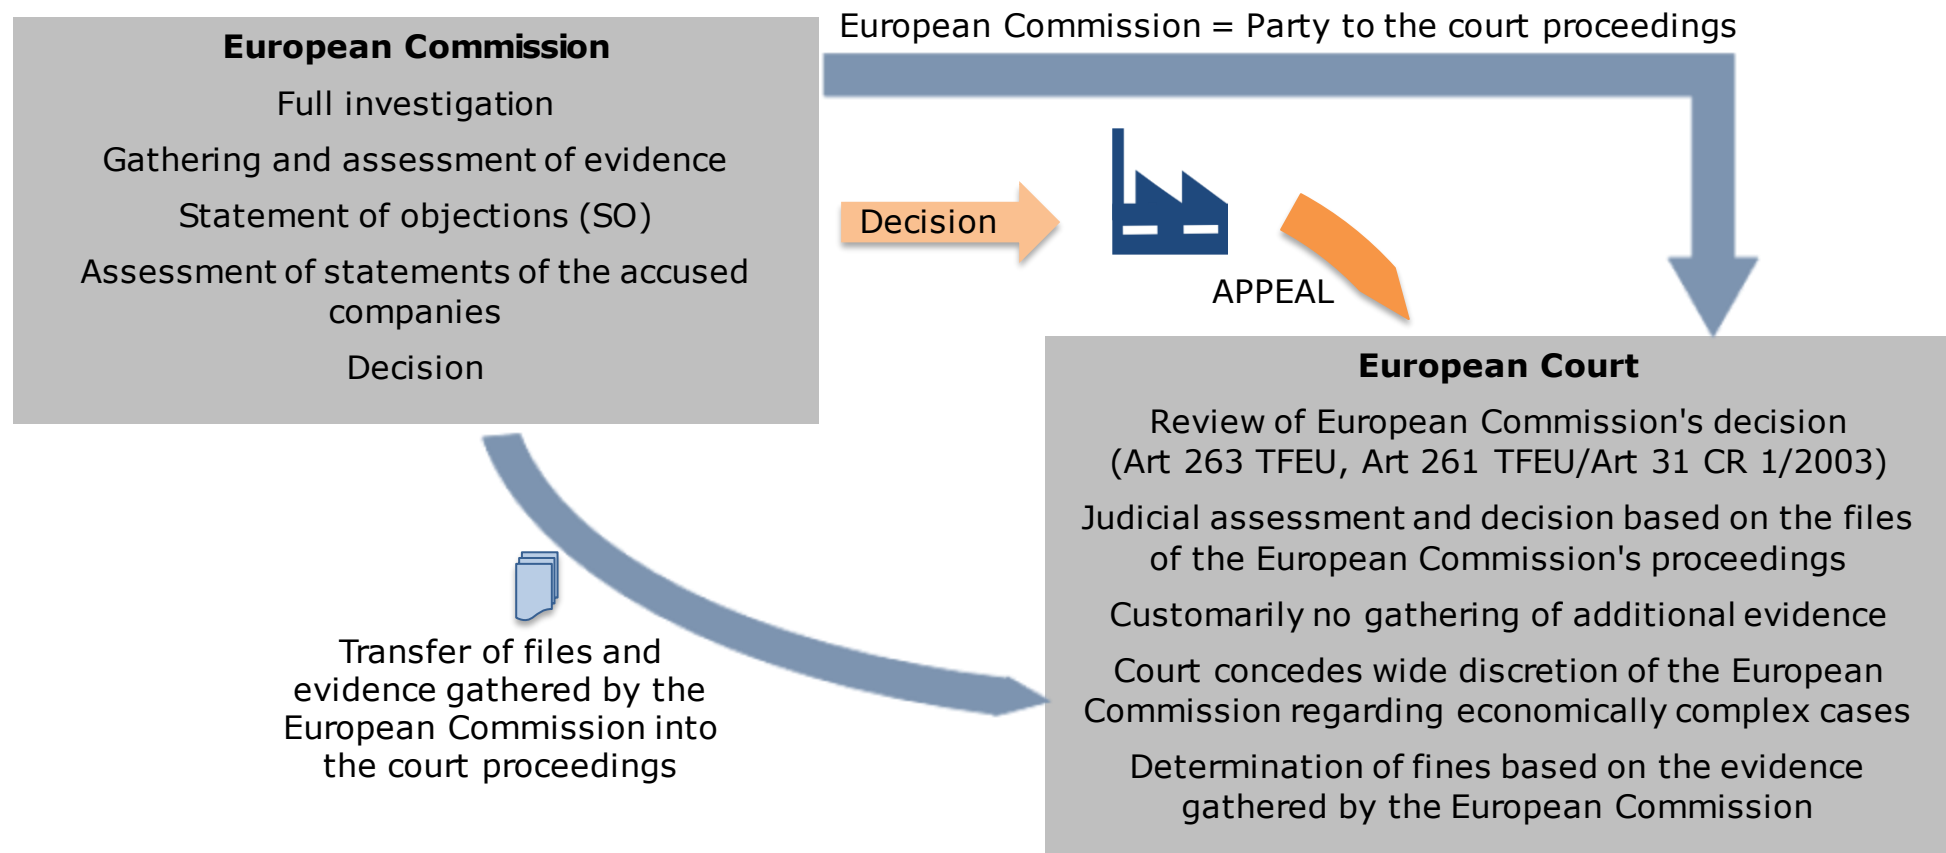 European Commission
Full investigation
Gathering and assessment of evidence
Statement of objections (SO)
Assessment of statements of the accused
companies
Decision
European Commission = Party to the court proceedings
Decision
APPEAL
Transfer of files and
evidence gathered by the
European Commission into
the court proceedings
European Court
Review of European Commission's decision
(Art 263 TFEU, Art 261 TFEU/Art 31 CR 1/2003)
Judicial assessment and decision based on the files
of the European Commission's proceedings
Customarily no gathering of additional evidence
Court concedes wide discretion of the European
Commission regarding economically complex cases
Determination of fines based on the evidence
gathered by the European Commission